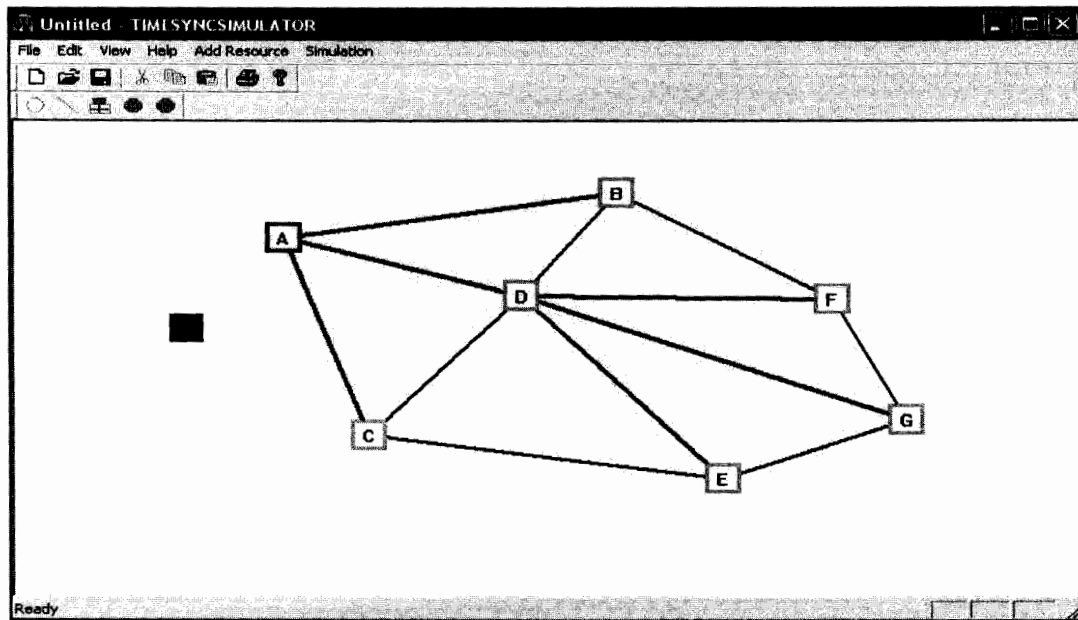 Untitled - TIMESYNCSIMULATOR
File Edit View Help Add Resource Simulation
B
A
D
F
G
C
E
Ready